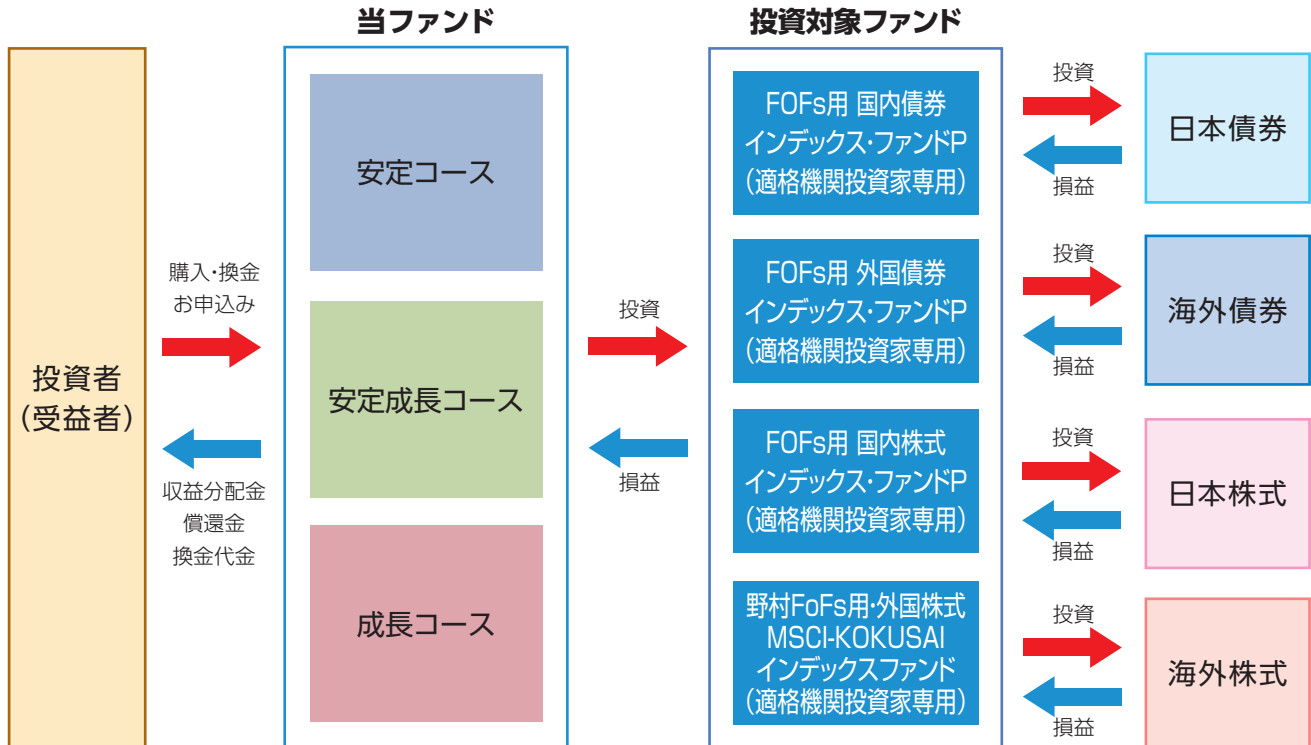 当ファンド
投資対象ファンド
投資者
(受益者)
購入・換金
お申込み
収益分配金
償還金
換金代金
安定コース
安定成長コース
成長コース
投資
損益
FOFs用 国内債券
インデックス・ファンドP
(適格機関投資家専用)
FOFs用 外国債券
インデックス・ファンドP
(適格機関投資家専用)
FOFs用 国内株式
インデックス・ファンドP
(適格機関投資家専用)
野村FoFs用・外国株式
MSCI-KOKUSAI
インデックスファンド
(適格機関投資家専用)
投資
損益
日本債券
投資
損益
海外債券
投資
損益
日本株式
投資
損益
海外株式